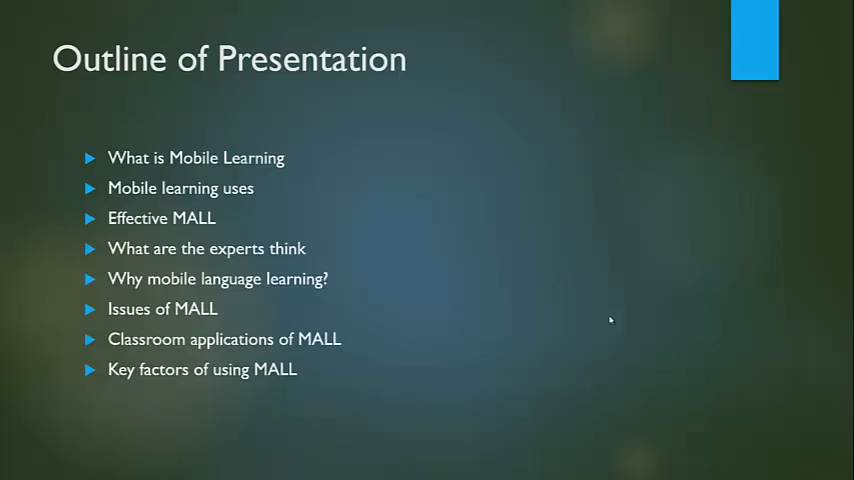 Outline of Presentation
What is Mobile Learning
Mobile learning uses
Effective MALL
What are the experts think
Why mobile language learning?
Issues of MALL
Classroom applications of MALL
Key factors of using MALL